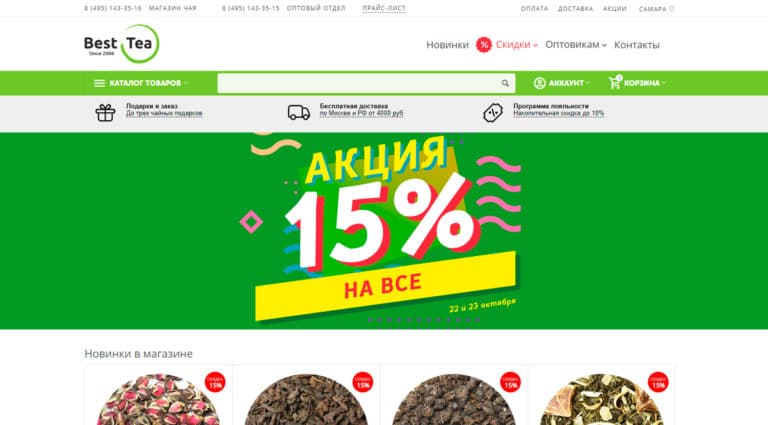 8 (495) 143-35-16 МАГАЗИН ЧАЯ 8 (495) 143-35-15 ОПТОВЫЙ ОТДЕЛ ПРАЙС-ЛИСТ ОПЛАТА ДОСТАВКА АКЦИИ САМАРА
Best Tea
Since 2006
Новинки % Скидки Оптовикам Контакты
КАТАЛОГ ТОВАРОВ АККАУНТ 0 КОРЗИНА
Подарки в заказ
До трех чайных подарков
Бесплатная доставка
по Москве и РФ от 4000 руб
Программа лояльности
Накопительная скидка до 10%
АКЦИЯ
15%
НА ВСЕ
22 и 23 октября
Новинки в магазине
СКИДКА
15%
СКИДКА
15%
СКИДКА
15%
СКИДКА
15%